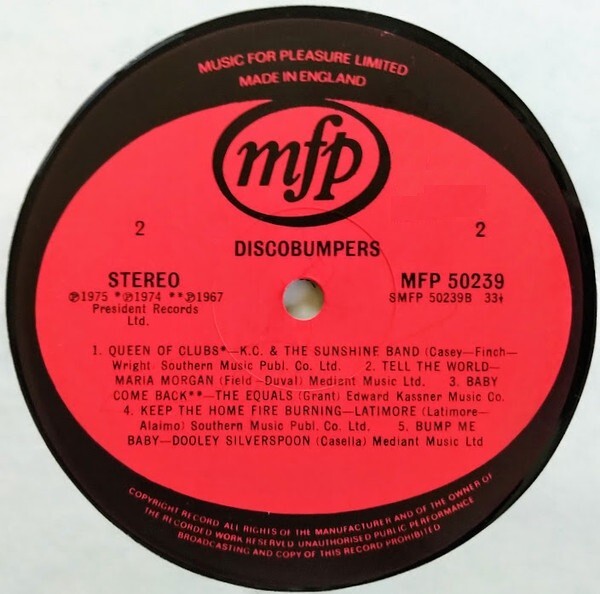 MUSIC FOR PLEASURE LIMITED
MADE IN ENGLAND
mfp
2 2
DISCOBUMPERS
STEREO MFP 50239
℗1975 *℗1974 **℗1967 SMFP 50239B 33⅓
President Records
Ltd.
1. QUEEN OF CLUBS*—K.C. & THE SUNSHINE BAND (Casey—Finch—
Wright) Southern Music Publ. Co. Ltd. 2. TELL THE WORLD—
MARIA MORGAN (Field—Duval) Mediant Music Ltd. 3. BABY
COME BACK**—THE EQUALS (Grant) Edward Kassner Music Co.
4. KEEP THE HOME FIRE BURNING—LATIMORE (Latimore—
Alaimo) Southern Music Publ. Co. Ltd. 5. BUMP ME
BABY—DOOLEY SILVERSPOON (Casella) Mediant Music Ltd
COPYRIGHT RECORD ALL RIGHTS OF THE MANUFACTURER AND OF THE OWNER OF
THE RECORDED WORK RESERVED UNAUTHORISED PUBLIC PERFORMANCE
BROADCASTING AND COPY OF THIS RECORD PROHIBITED